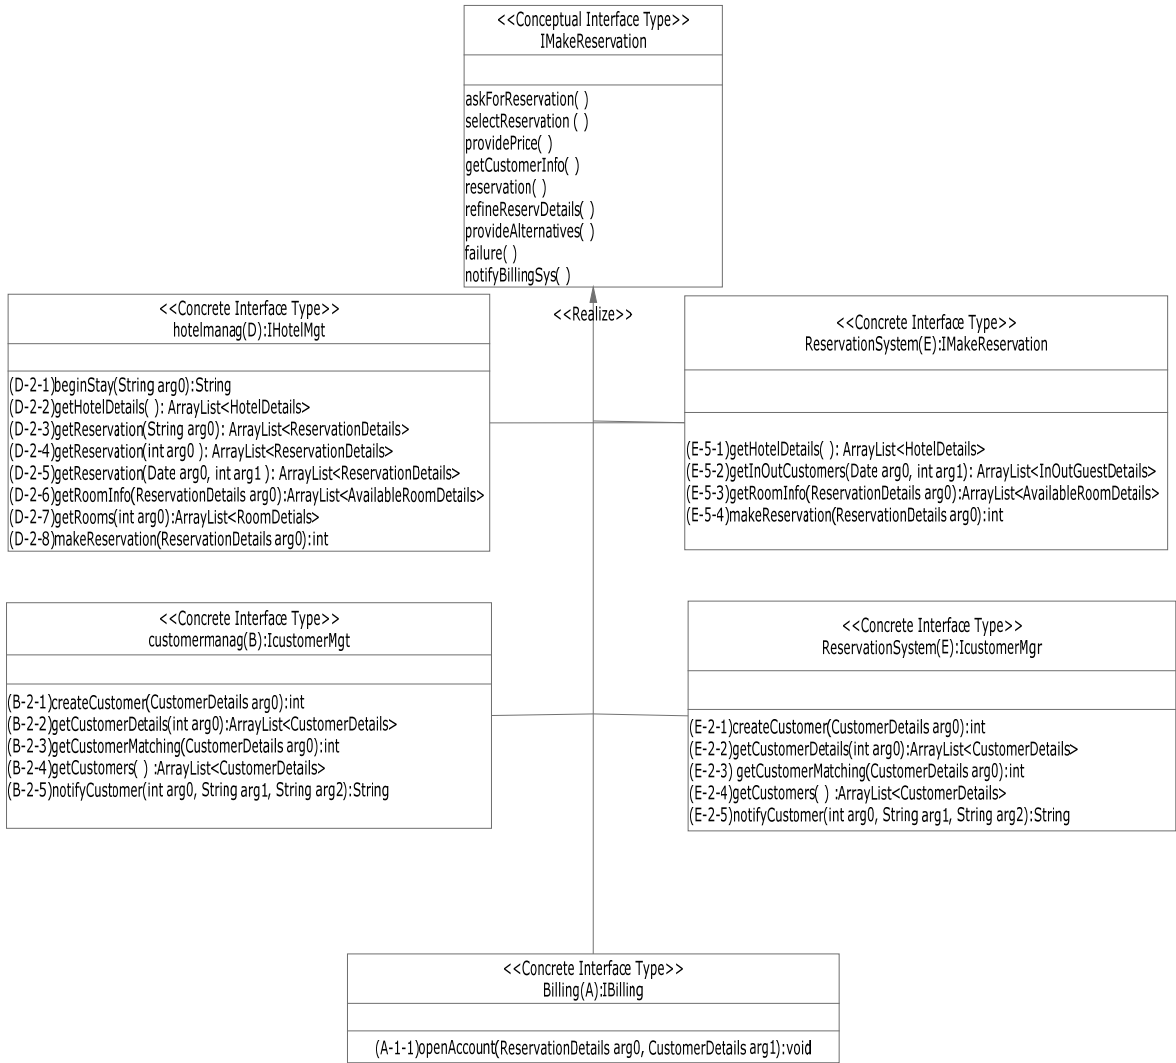 <<Conceptual Interface Type>>
IMakeReservation
askForReservation( )
selectReservation ( )
providePrice( )
getCustomerInfo( )
reservation( )
refineReservDetails( )
provideAlternatives( )
failure( )
notifyBillingSys( )
<<Realize>>
<<Concrete Interface Type>>
hotelmanag(D):IHotelMgt
(D-2-1)beginStay(String arg0):String
(D-2-2)getHotelDetails( ): ArrayList<HotelDetails>
(D-2-3)getReservation(String arg0): ArrayList<ReservationDetails>
(D-2-4)getReservation(int arg0 ): ArrayList<ReservationDetails>
(D-2-5)getReservation(Date arg0, int arg1 ): ArrayList<ReservationDetails>
(D-2-6)getRoomInfo(ReservationDetails arg0):ArrayList<AvailableRoomDetails>
(D-2-7)getRooms(int arg0):ArrayList<RoomDetials>
(D-2-8)makeReservation(ReservationDetails arg0):int
<<Concrete Interface Type>>
ReservationSystem(E):IMakeReservation
(E-5-1)getHotelDetails( ): ArrayList<HotelDetails>
(E-5-2)getInOutCustomers(Date arg0, int arg1): ArrayList<InOutGuestDetails>
(E-5-3)getRoomInfo(ReservationDetails arg0):ArrayList<AvailableRoomDetails>
(E-5-4)makeReservation(ReservationDetails arg0):int
<<Concrete Interface Type>>
customermanag(B):IcustomerMgt
(B-2-1)createCustomer(CustomerDetails arg0):int
(B-2-2)getCustomerDetails(int arg0):ArrayList<CustomerDetails>
(B-2-3)getCustomerMatching(CustomerDetails arg0):int
(B-2-4)getCustomers( ) :ArrayList<CustomerDetails>
(B-2-5)notifyCustomer(int arg0, String arg1, String arg2):String
<<Concrete Interface Type>>
ReservationSystem(E):IcustomerMgr
(E-2-1)createCustomer(CustomerDetails arg0):int
(E-2-2)getCustomerDetails(int arg0):ArrayList<CustomerDetails>
(E-2-3) getCustomerMatching(CustomerDetails arg0):int
(E-2-4)getCustomers( ) :ArrayList<CustomerDetails>
(E-2-5)notifyCustomer(int arg0, String arg1, String arg2):String
<<Concrete Interface Type>>
Billing(A):IBilling
(A-1-1)openAccount(ReservationDetails arg0, CustomerDetails arg1):void